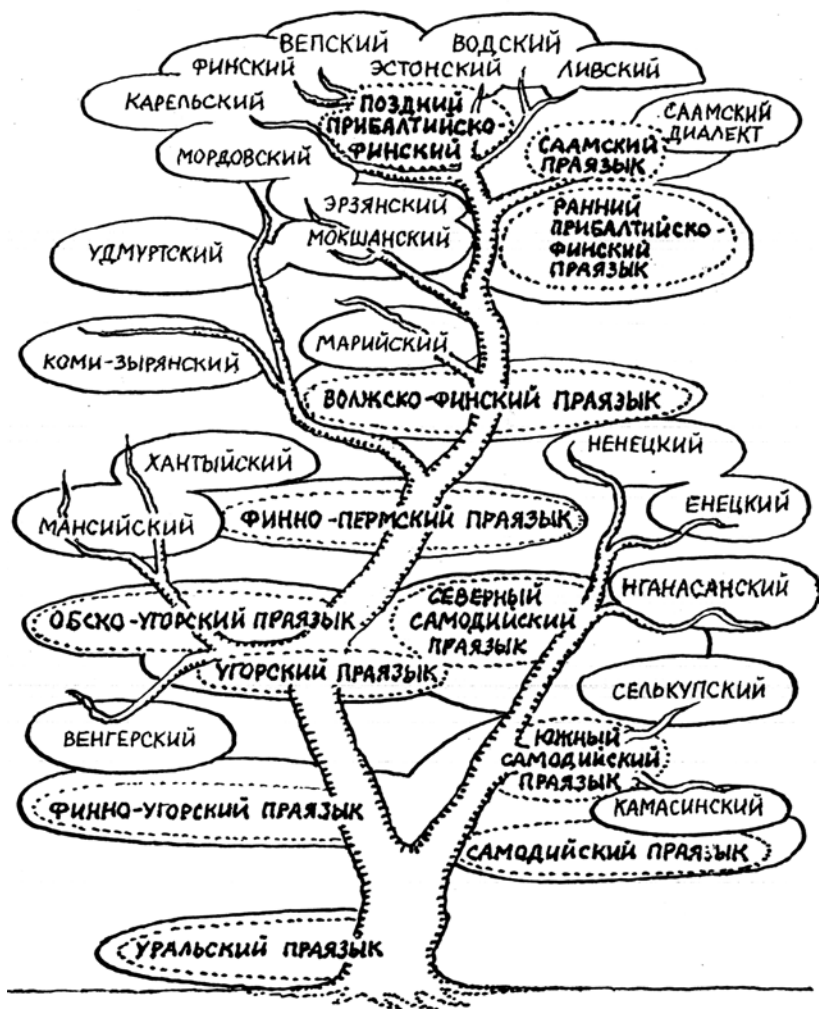 ВЕПСКИЙ
ВОДСКИЙ
ФИНСКИЙ
ЭСТОНСКИЙ
ЛИВСКИЙ
КАРЕЛЬСКИЙ
ПОЗДНИЙ
ПРИБАЛТИЙСКО-
ФИНСКИЙ
СААМСКИЙ
ДИАЛЕКТ
СААМСКИЙ
ПРАЯЗЫК
МОРДОВСКИЙ
ЭРЗЯНСКИЙ
МОКШАНСКИЙ
РАННИЙ
ПРИБАЛТИЙСКО-
ФИНСКИЙ
ПРАЯЗЫК
УДМУРТСКИЙ
МАРИЙСКИЙ
КОМИ-ЗЫРЯНСКИЙ
ВОЛЖСКО-ФИНСКИЙ ПРАЯЗЫК
ХАНТЫЙСКИЙ
НЕНЕЦКИЙ
МАНСИЙСКИЙ
ФИННО-ПЕРМСКИЙ ПРАЯЗЫК
ЕНЕЦКИЙ
ОБСКО-УГОРСКИЙ ПРАЯЗЫК
СЕВЕРНЫЙ
САМОДИЙСКИЙ
ПРАЯЗЫК
НГАНАСАНСКИЙ
УГОРСКИЙ ПРАЯЗЫК
СЕЛЬКУПСКИЙ
ВЕНГЕРСКИЙ
ЮЖНЫЙ
САМОДИЙСКИЙ
ПРАЯЗЫК
ФИННО-УГОРСКИЙ ПРАЯЗЫК
КАМАСИНСКИЙ
САМОДИЙСКИЙ ПРАЯЗЫК
УРАЛЬСКИЙ ПРАЯЗЫК